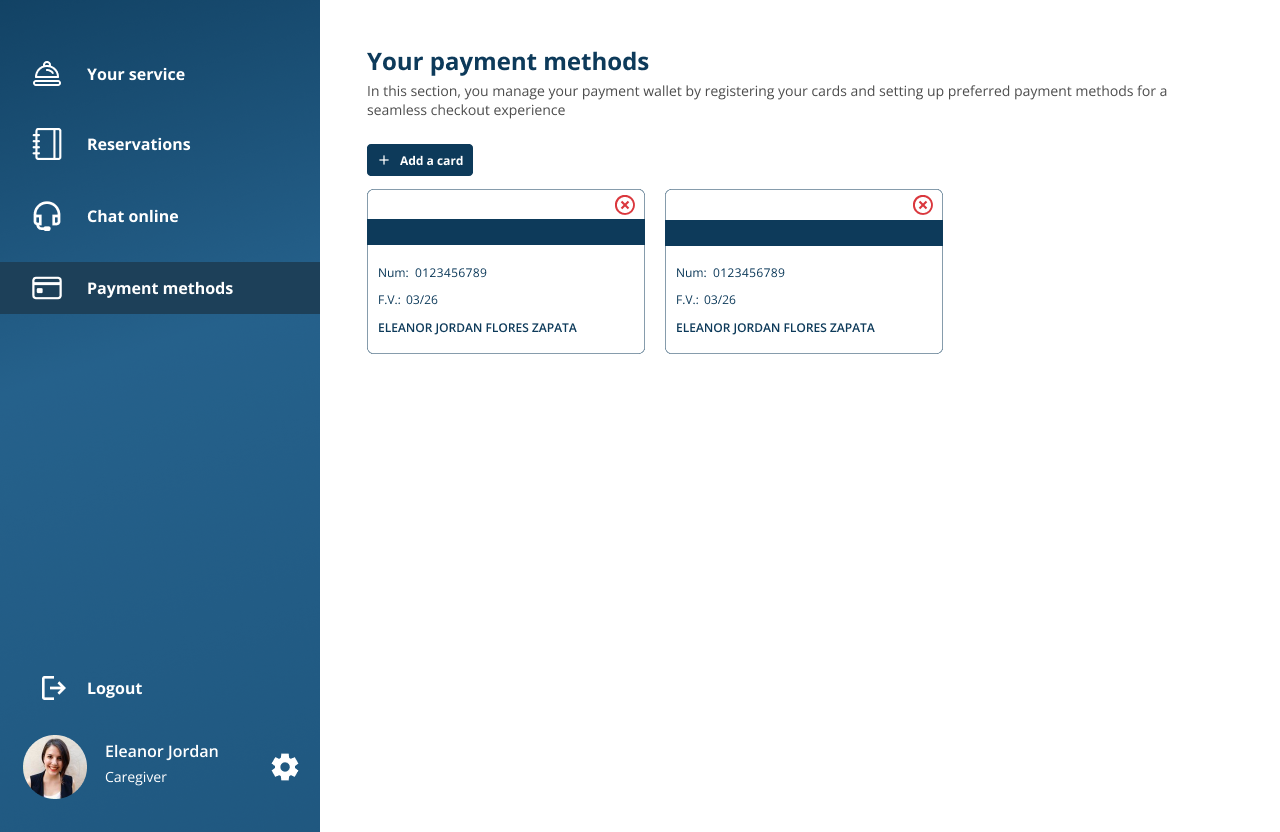 Your service
Reservations
Chat online
Payment methods
Logout
Eleanor Jordan
Caregiver
Your payment methods
In this section, you manage your payment wallet by registering your cards and setting up preferred payment methods for a
seamless checkout experience
Add a card
Num: 0123456789
F.V.: 03/26
ELEANOR JORDAN FLORES ZAPATA
Num: 0123456789
F.V.: 03/26
ELEANOR JORDAN FLORES ZAPATA